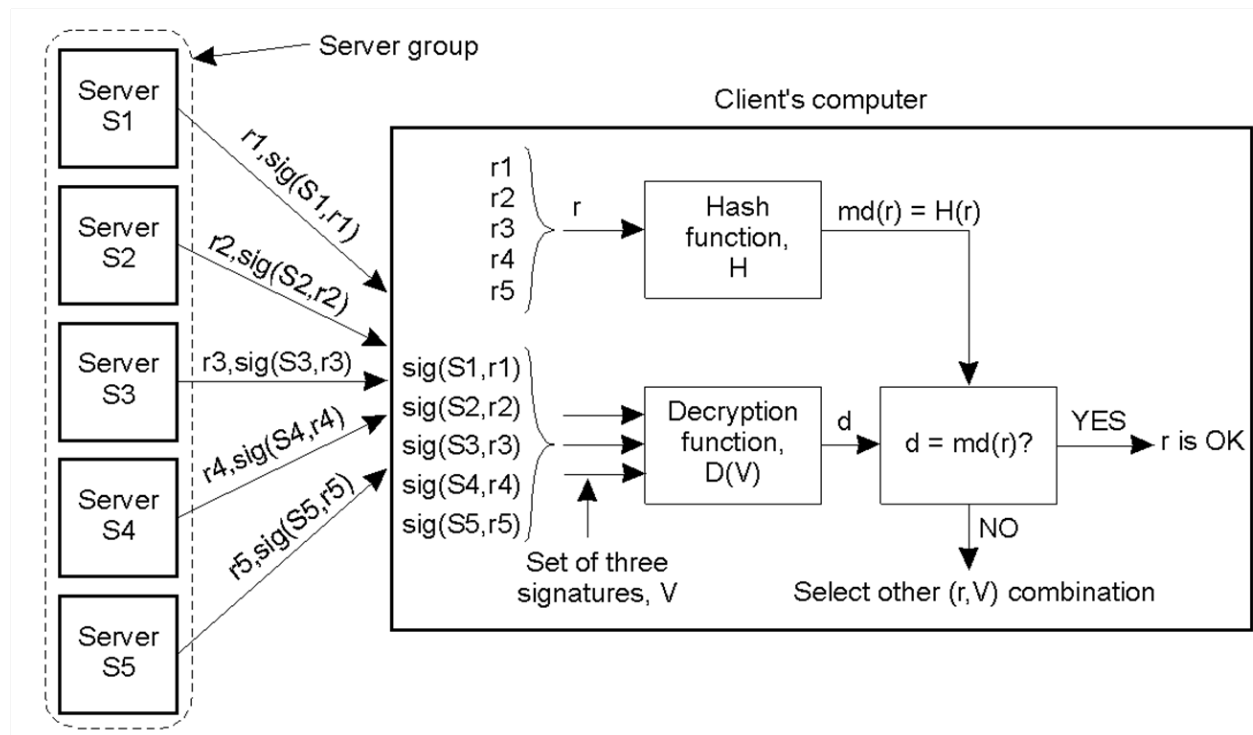 Server group
Server
S1
Server
S2
Server
S3
Server
S4
Server
S5
r1,sig(S1,r1)
r2,sig(S2,r2)
r3,sig(S3,r3)
r4,sig(S4,r4)
r5,sig(S5,r5)
Client's computer
r1
r2
r3
r4
r5
r
Hash
function,
H
md(r) = H(r)
sig(S1,r1)
sig(S2,r2)
sig(S3,r3)
sig(S4,r4)
sig(S5,r5)
Set of three
signatures, V
Decryption
function,
D(V)
d
d = md(r)?
YES
r is OK
NO
Select other (r,V) combination